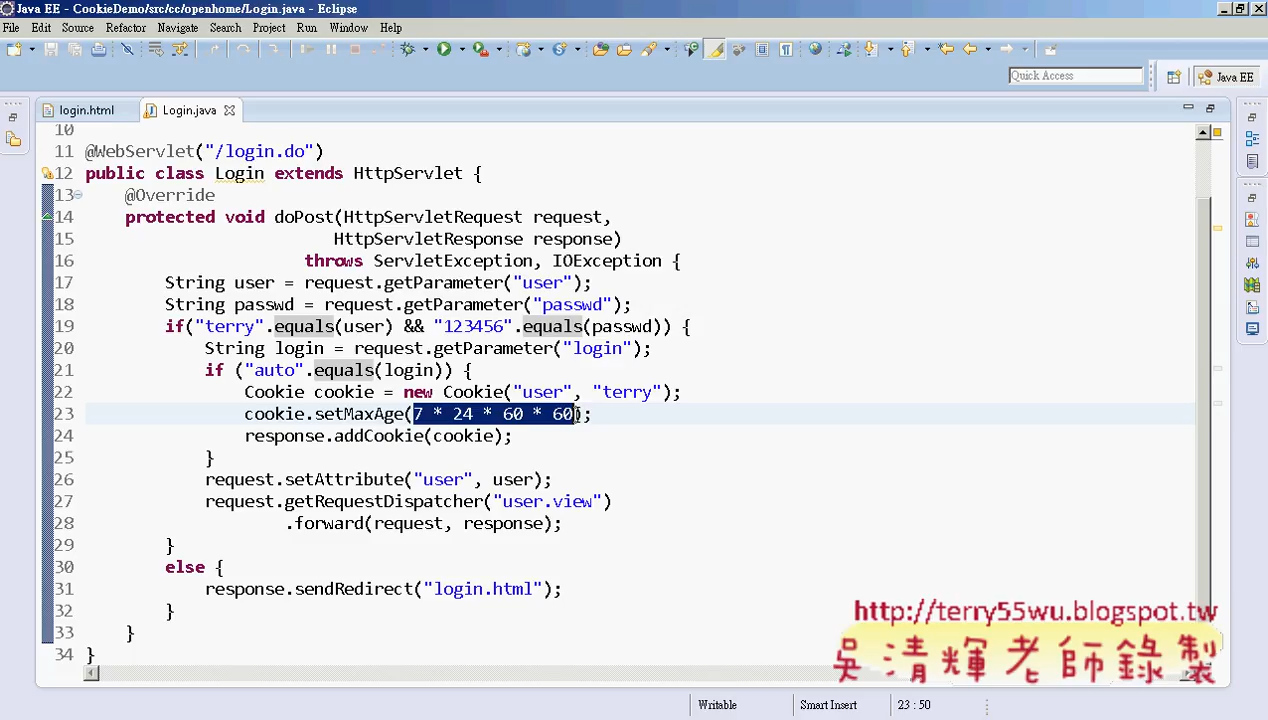 Java EE - CookieDemo/src/cc/openhome/Login.java - Eclipse
File Edit Source Refactor Navigate Search Project Run Window Help
Quick Access
Java EE
login.html
Login.java
10
11 @WebServlet("/login.do")
12 public class Login extends HttpServlet {
13 @Override
14 protected void doPost(HttpServletRequest request,
15 HttpServletResponse response)
16 throws ServletException, IOException {
17 String user = request.getParameter("user");
18 String passwd = request.getParameter("passwd");
19 if("terry".equals(user) && "123456".equals(passwd)) {
20 String login = request.getParameter("login");
21 if ("auto".equals(login)) {
22 Cookie cookie = new Cookie("user", "terry");
23 cookie.setMaxAge(7 * 24 * 60 * 60);
24 response.addCookie(cookie);
25 }
26 request.setAttribute("user", user);
27 request.getRequestDispatcher("user.view")
28 .forward(request, response);
29 }
30 else {
31 response.sendRedirect("login.html");
32 }
33 }
34 }
http://terry55wu.blogspot.tw
吳清輝老師錄製
Writable Smart Insert 23 : 50